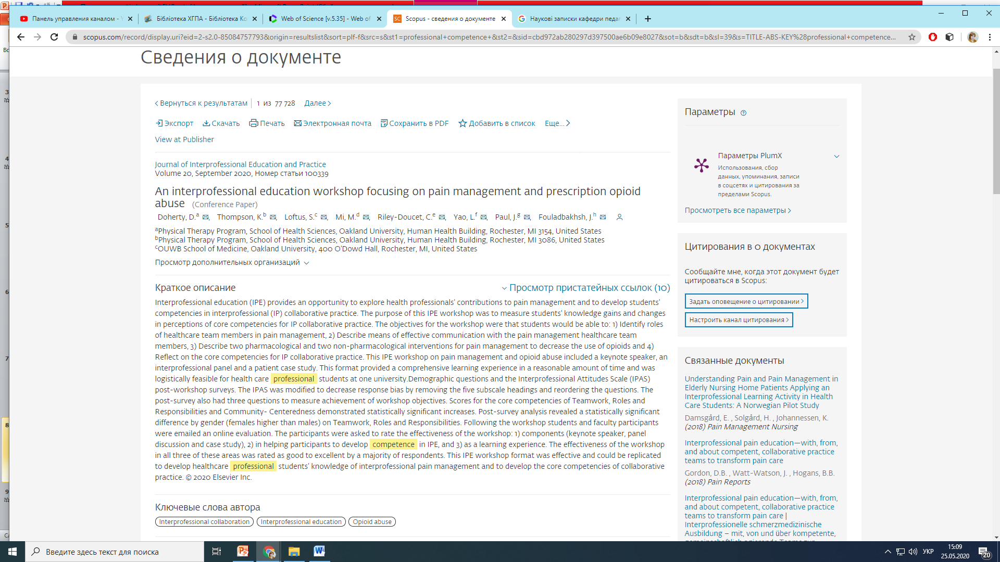 Панель управления каналом - Y
Бібліотека ХГПА - Бібліотека Ко
Web of Science [v.5.35] - Web of
Scopus - сведения о документе
Наукові записки кафедри педаг
scopus.com/record/display.uri?eid=2-s2.0-85084757793&origin=resultslist&sort=plf-f&src=s&st1=professional+competence+&st2=&sid=cbd972ab280297d397500ae6b09e8027&sot=b&sdt=b&sl=39&s=TITLE-ABS-KEY%28professional+competence...
Сведения о документе
Вернуться к результатам 1 из 77 728 Далее
Экспорт Скачать Печать Электронная почта Сохранить в PDF Добавить в список Еще...
View at Publisher
Journal of Interprofessional Education and Practice
Volume 20, September 2020, Номер статьи 100339
An interprofessional education workshop focusing on pain management and prescription opioid
abuse (Conference Paper)
Doherty, D.a , Thompson, K.b , Loftus, S.c , Mi, M.d , Riley-Doucet, C.e , Yao, L.f , Paul, J.g , Fouladbakhsh, J.h
aPhysical Therapy Program, School of Health Sciences, Oakland University, Human Health Building, Rochester, MI 3154, United States
bPhysical Therapy Program, School of Health Sciences, Oakland University, Human Health Building, Rochester, MI 3086, United States
cOUWB School of Medicine, Oakland University, 400 O'Dowd Hall, Rochester, MI, United States
Просмотр дополнительных организаций
Краткое описание
Просмотр пристатейных ссылок (10)
Interprofessional education (IPE) provides an opportunity to explore health professionals' contributions to pain management and to develop students'
competencies in interprofessional (IP) collaborative practice. The purpose of this IPE workshop was to measure students' knowledge gains and changes
in perceptions of core competencies for IP collaborative practice. The objectives for the workshop were that students would be able to: 1) Identify roles
of healthcare team members in pain management, 2) Describe means of effective communication with the pain management healthcare team
members, 3) Describe two pharmacological and two non-pharmacological interventions for pain management to decrease the use of opioids and 4)
Reflect on the core competencies for IP collaborative practice. This IPE workshop on pain management and opioid abuse included a keynote speaker, an
interprofessional panel and a patient case study. This format provided a comprehensive learning experience in a reasonable amount of time and was
logistically feasible for health care professional students at one university.Demographic questions and the Interprofessional Attitudes Scale (IPAS)
post-workshop surveys. The IPAS was modified to decrease response bias by removing the five subscale headings and reordering the questions. The
post-survey also had three questions to measure achievement of workshop objectives. Scores for the core competencies of Teamwork, Roles and
Responsibilities and Community- Centeredness demonstrated statistically significant increases. Post-survey analysis revealed a statistically significant
difference by gender (females higher than males) on Teamwork, Roles and Responsibilities. Following the workshop students and faculty participants
were emailed an online evaluation. The participants were asked to rate the effectiveness of the workshop: 1) components (keynote speaker, panel
discussion and case study), 2) in helping participants to develop competence in IPE, and 3) as a learning experience. The effectiveness of the workshop
in all three of these areas was rated as good to excellent by a majority of respondents. This IPE workshop format was effective and could be replicated
to develop healthcare professional students' knowledge of interprofessional pain management and to develop the core competencies of collaborative
practice. © 2020 Elsevier Inc.
Ключевые слова автора
Interprofessional collaboration Interprofessional education Opioid abuse
Параметры
Параметры PlumX
Использования, сбор
данных, упоминания, записи
в соцсетях и цитирования за
пределами Scopus.
Просмотреть все параметры
Цитирования в 0 документах
Сообщайте мне, когда этот документ будет
цитироваться в Scopus:
Задать оповещение о цитировании
Настроить канал цитирования
Связанные документы
Understanding Pain and Pain Management in
Elderly Nursing Home Patients Applying an
Interprofessional Learning Activity in Health
Care Students: A Norwegian Pilot Study
Damsgård, E. , Solgård, H. , Johannessen, K.
(2018) Pain Management Nursing
Interprofessional pain education—with, from,
and about competent, collaborative practice
teams to transform pain care
Gordon, D.B. , Watt-Watson, J. , Hogans, B.B.
(2018) Pain Reports
Interprofessional pain education—with, from,
and about competent, collaborative practice
teams to transform pain care |
Interprofessionelle schmerzmedizinische
Ausbildung – mit, von und über kompetente,
3
4
5
6
7
8
9
Введите здесь текст для поиска
УКР
15:09
25.05.2020
20